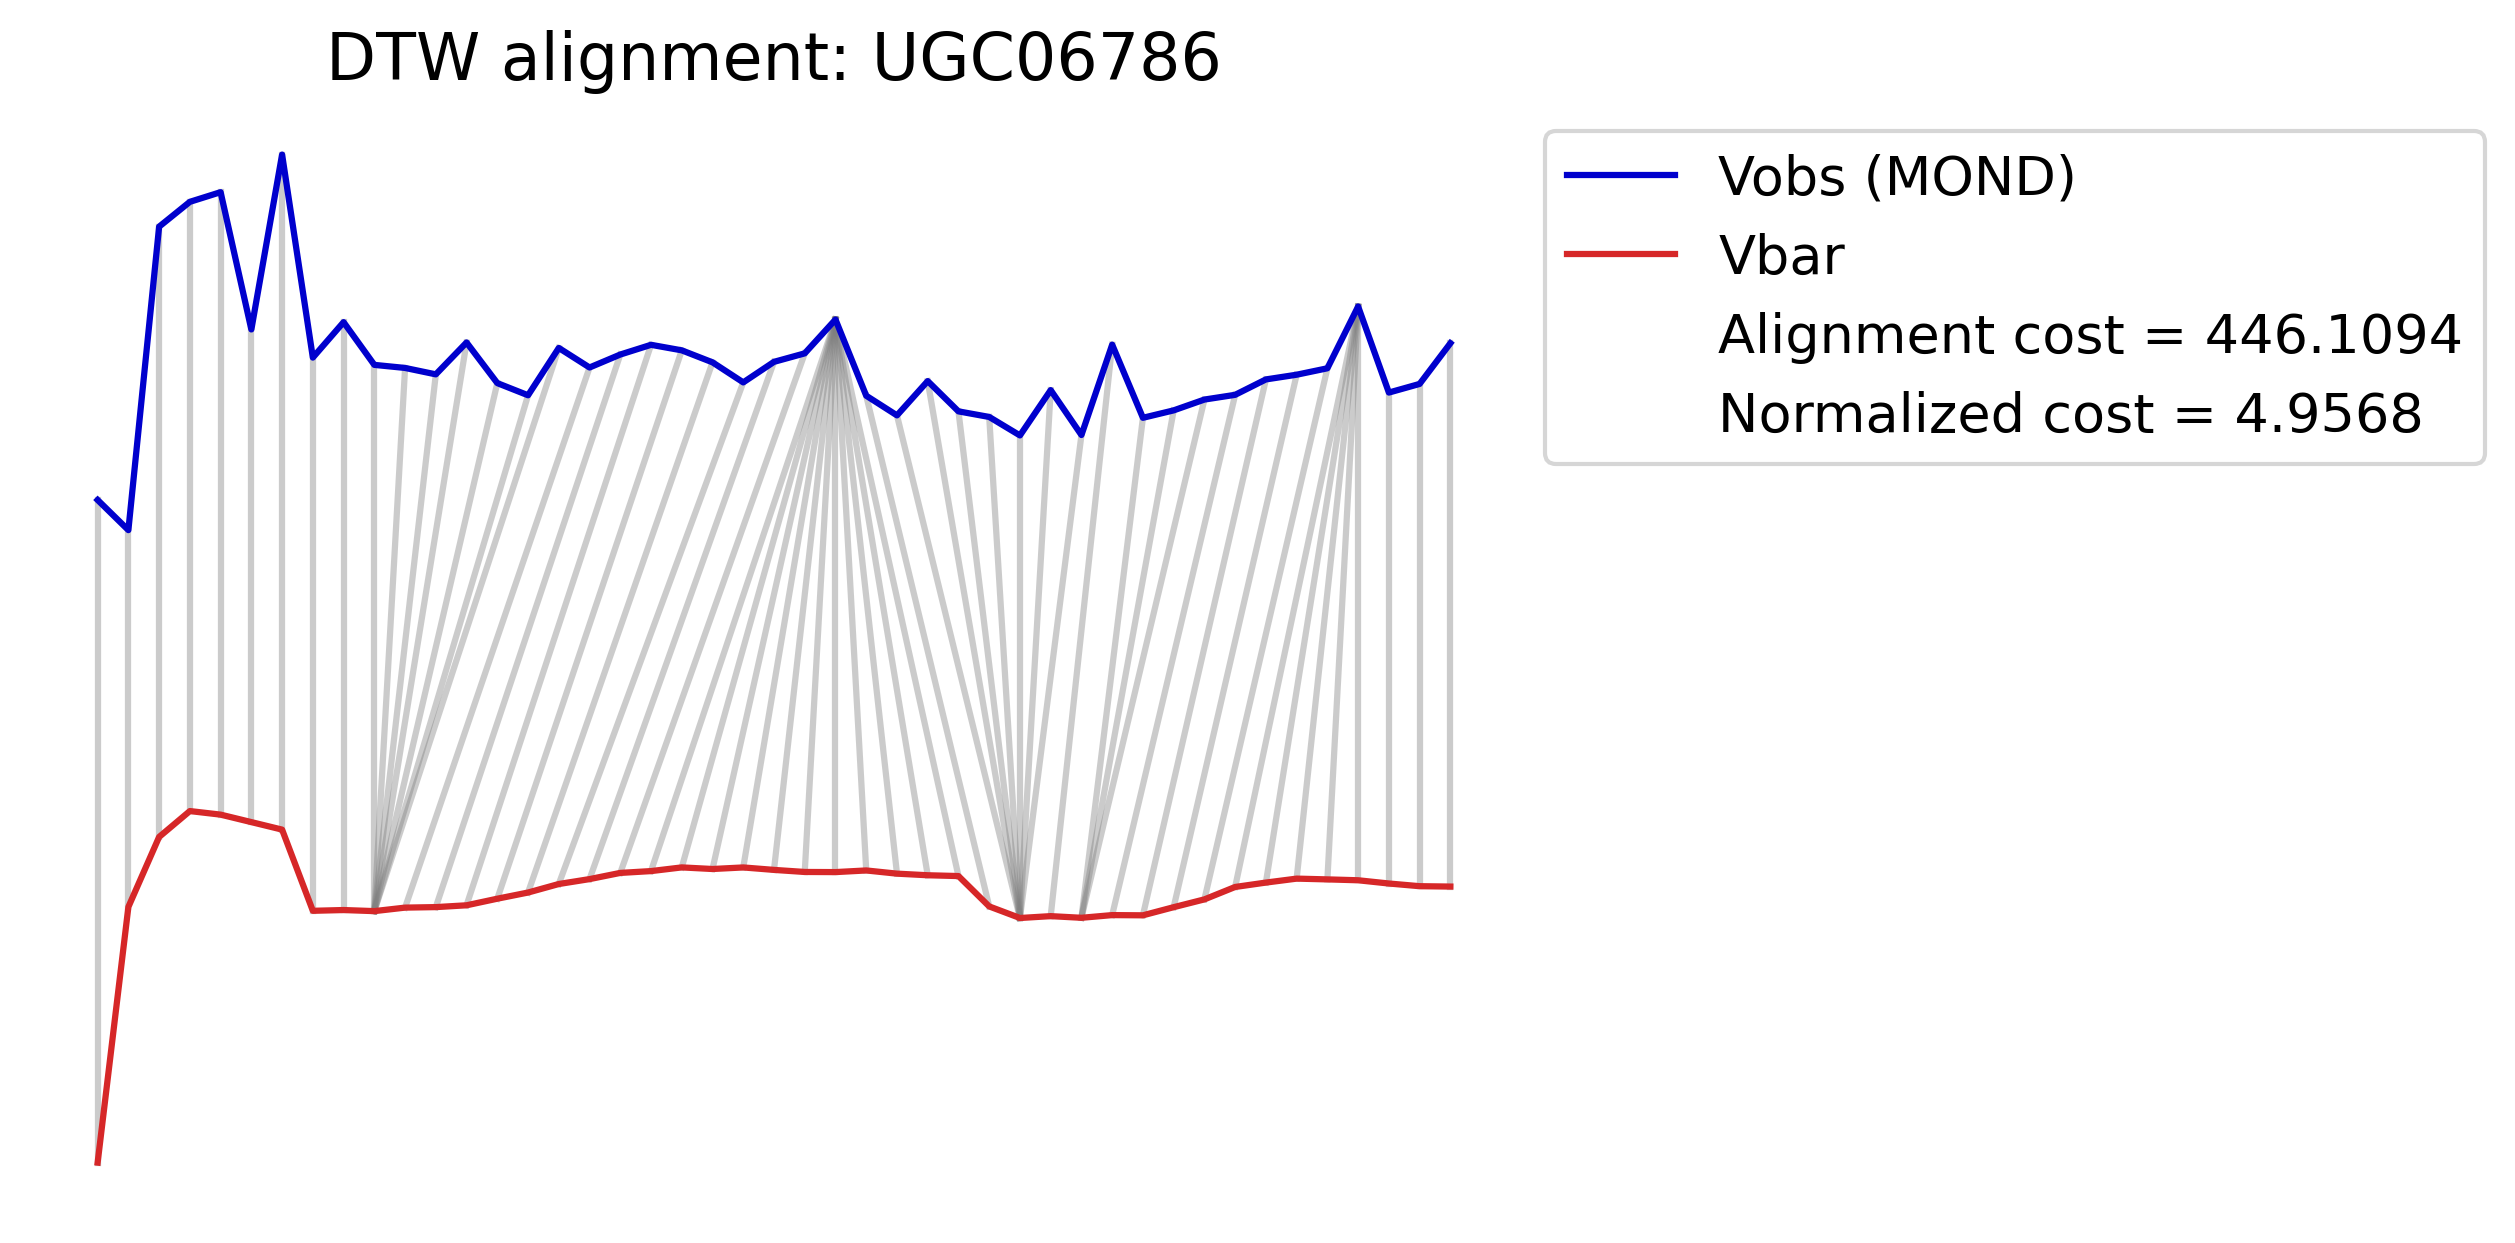 DTW alignment: UGC06786
Vobs (MOND)
Vbar
Alignment cost = 446.1094
Normalized cost = 4.9568